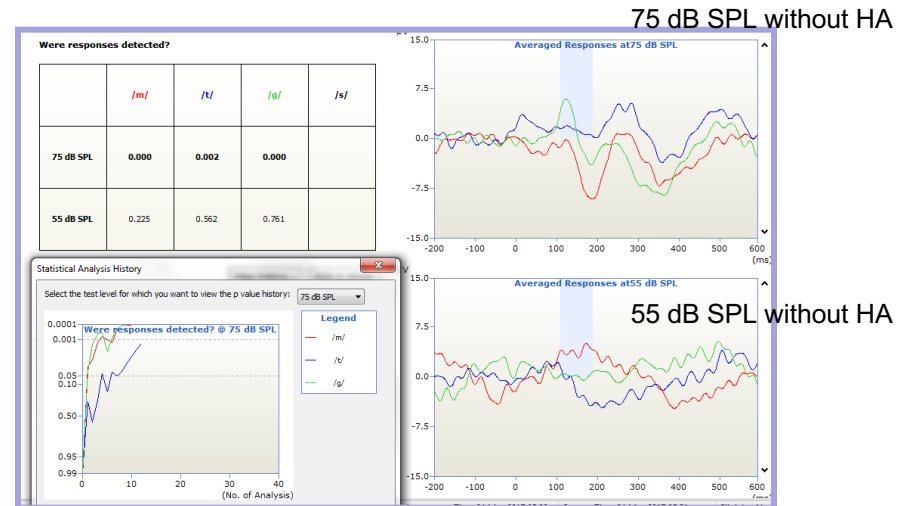 75 dB SPL without HA
Were responses detected?
/m/ /t/ /g/ /s/
75 dB SPL 0.000 0.002 0.000
55 dB SPL 0.225 0.562 0.761
15.0
Averaged Responses at75 dB SPL
7.5
0.0
-7.5
-15.0
-200 -100 0 100 200 300 400 500 600
(ms)
Statistical Analysis History
Select the test level for which you want to view the p value history: 75 dB SPL
0.0001
Were responses detected? @ 75 dB SPL
0.001
0.05
0.10
0.50
0.95
0.99
0 10 20 30 40
(No. of Analysis)
Legend
/m/
/t/
/g/
V
15.0
Averaged Responses at55 dB SPL
55 dB SPL without HA
7.5
0.0
-7.5
-15.0
-200 -100 0 100 200 300 400 500 600